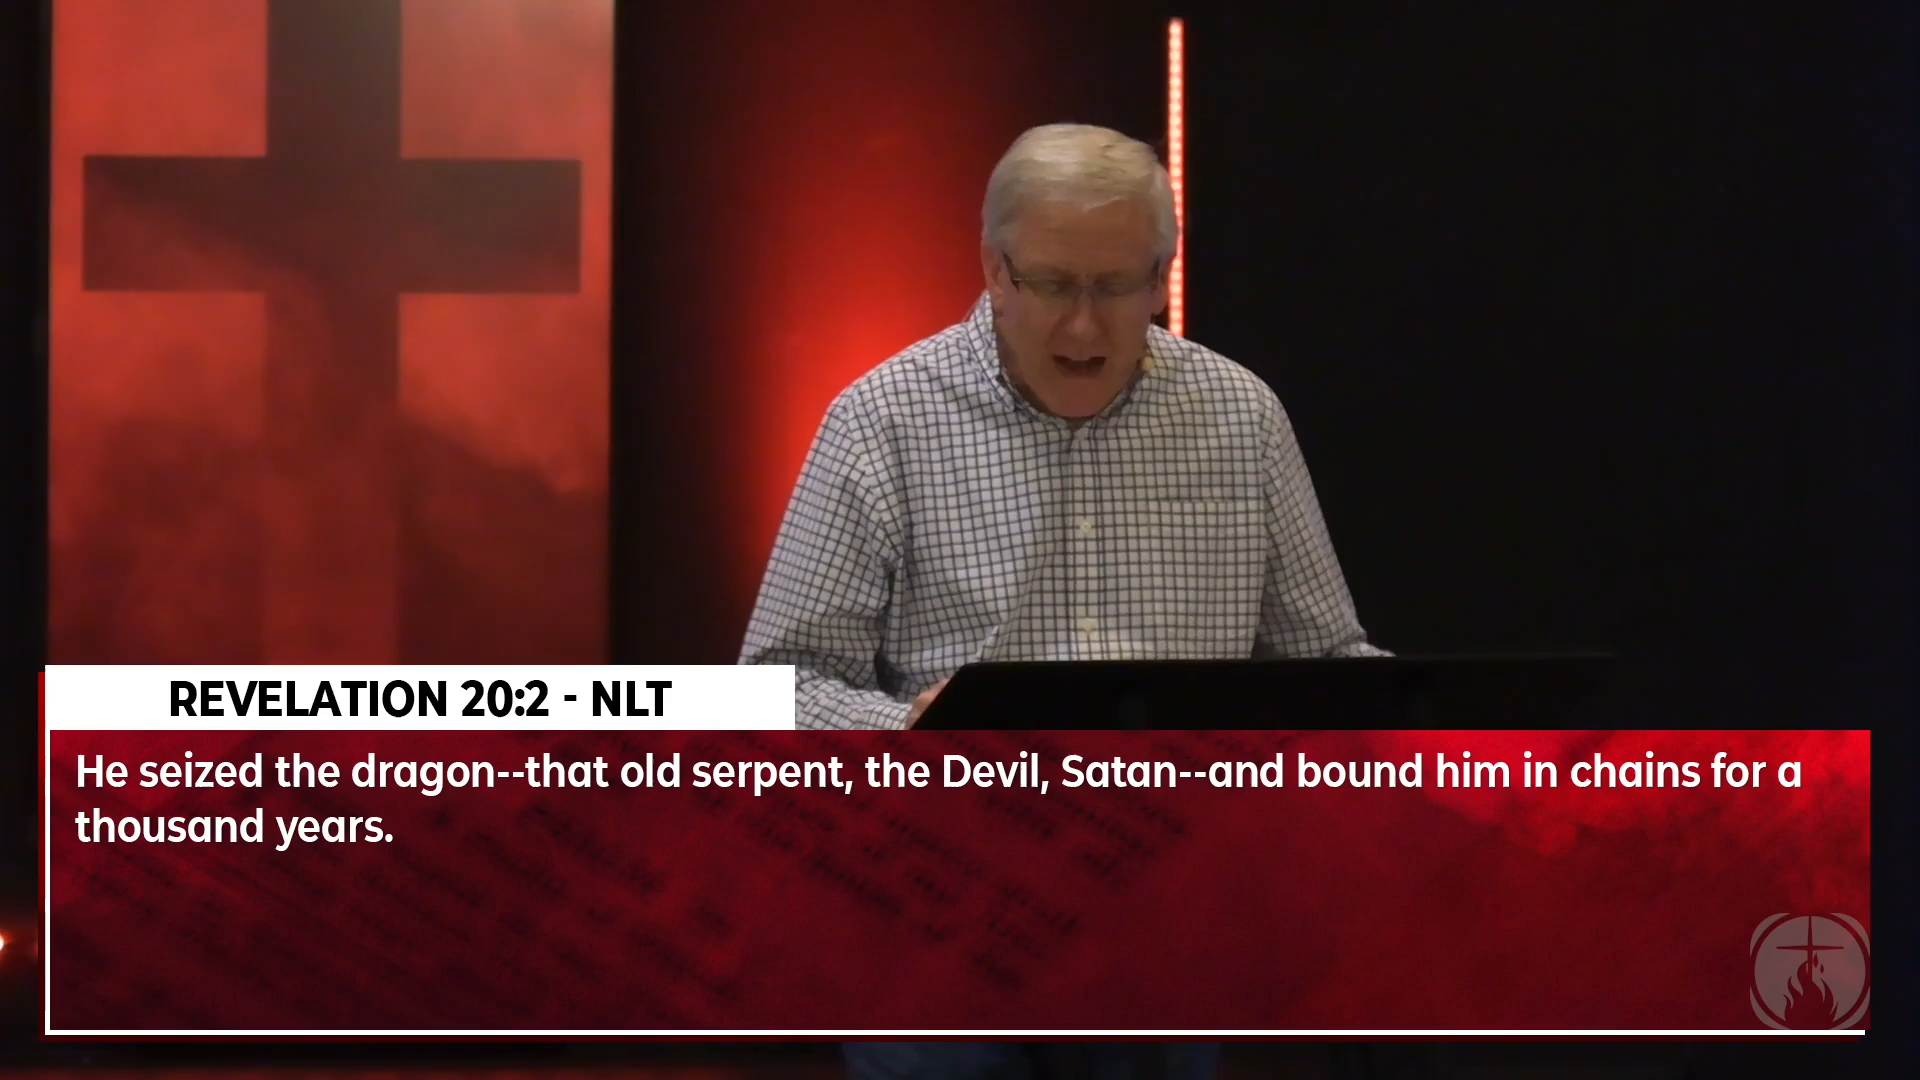 REVELATION 20:2 - NLT
He seized the dragon--that old serpent, the Devil, Satan--and bound him in chains for a
thousand years.